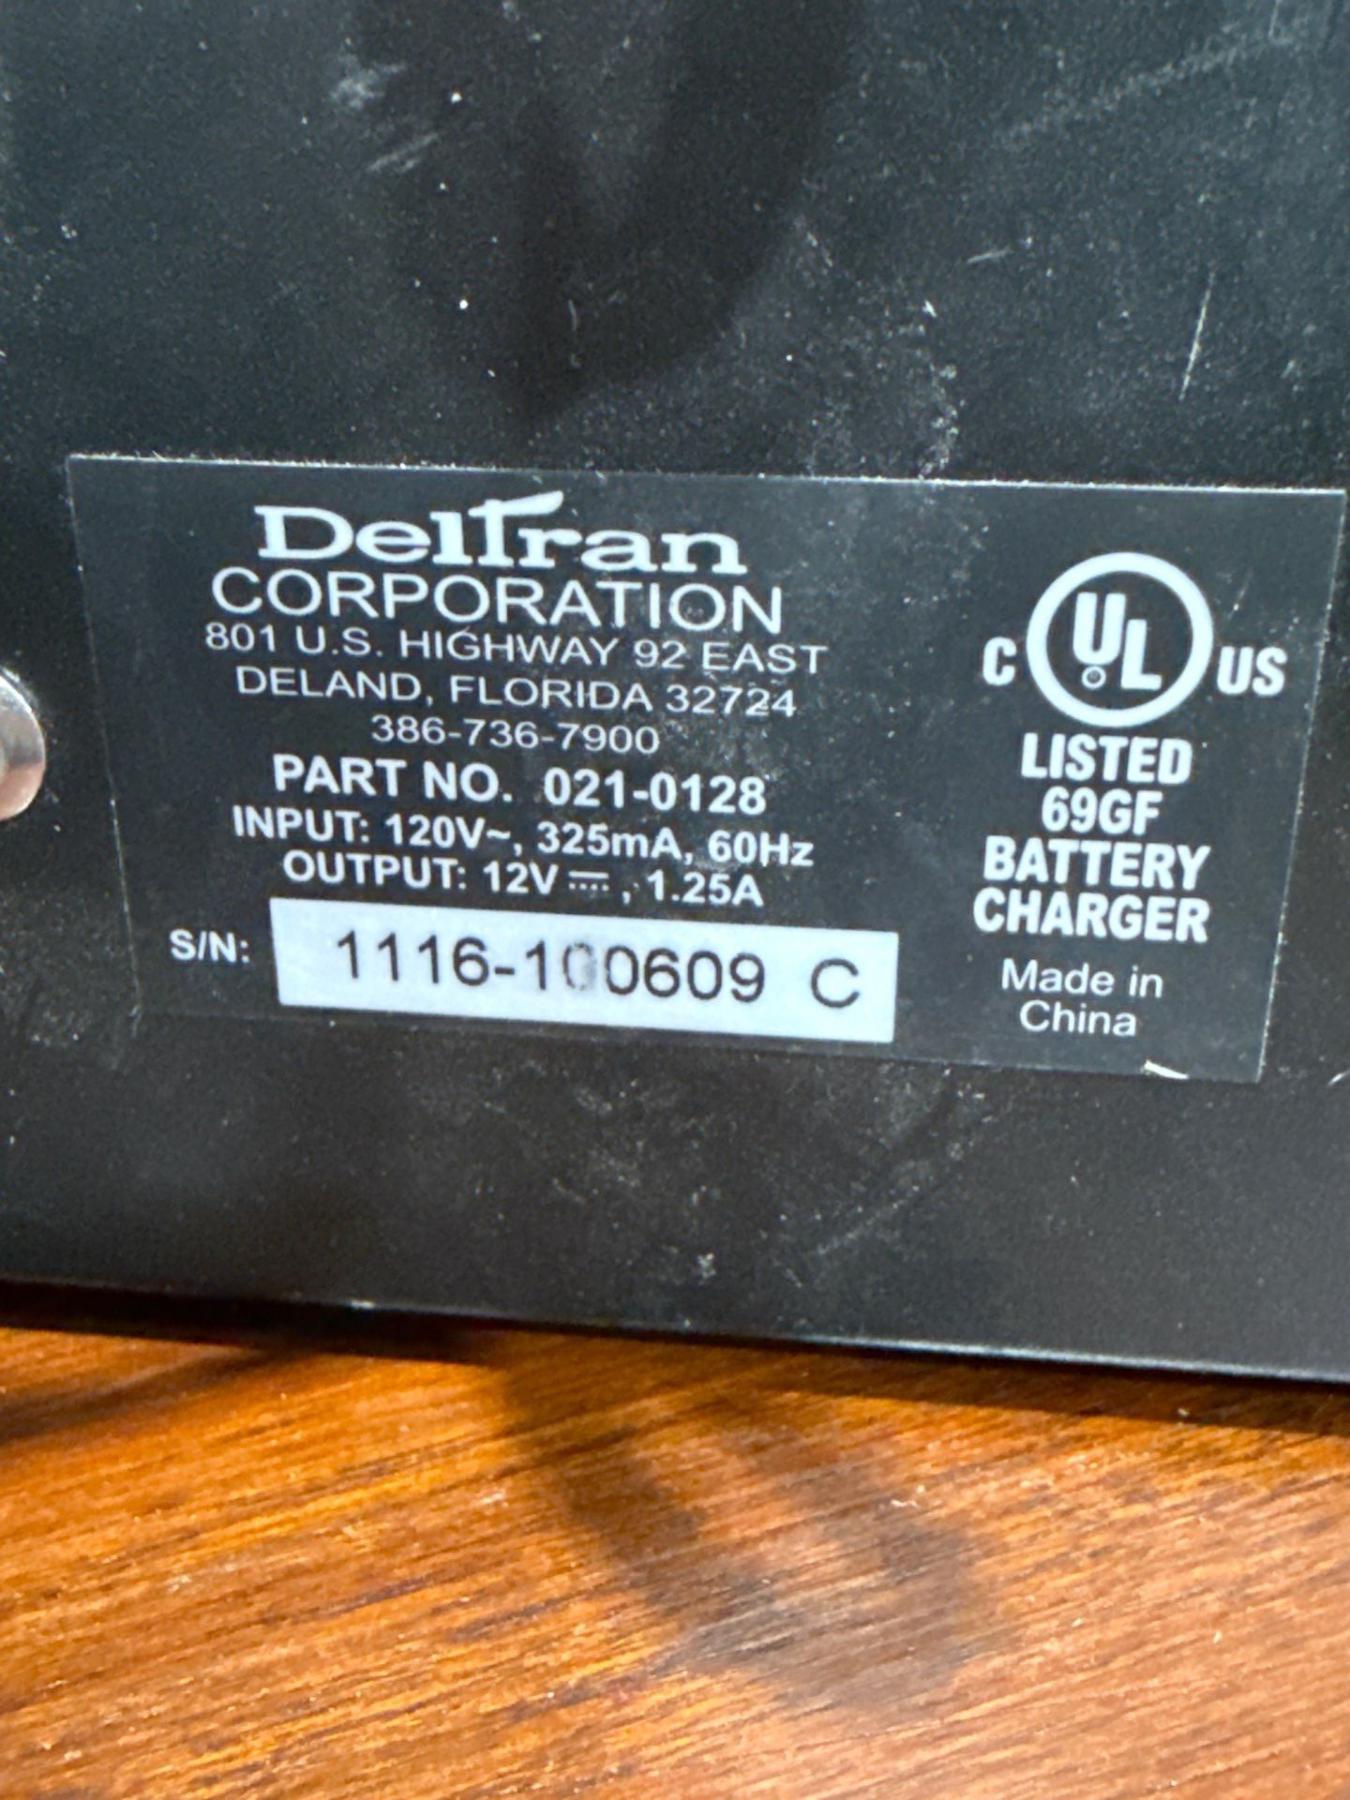 Deltran
CORPORATION
801 U.S. HIGHWAY 92 EAST
DELAND, FLORIDA 32724
386-736-7900
PART NO. 021-0128
INPUT: 120V~, 325mA, 60Hz
OUTPUT: 12V ⎓, 1.25A
S/N: 1116-100609 C
C UL US
LISTED
69GF
BATTERY
CHARGER
Made in
China